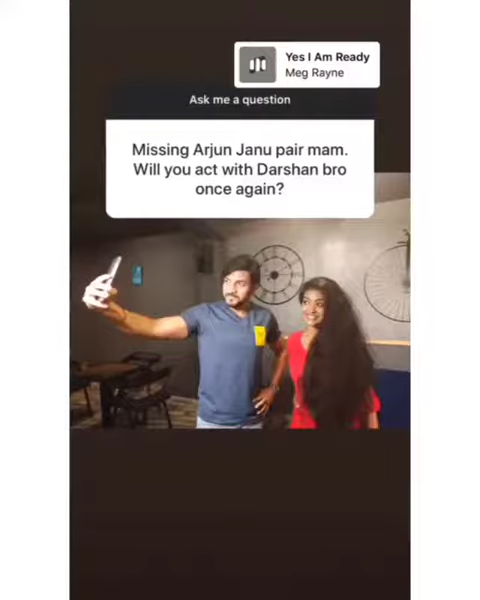 Yes I Am Ready
Meg Rayne
Ask me a question
Missing Arjun Janu pair mam.
Will you act with Darshan bro
once again?